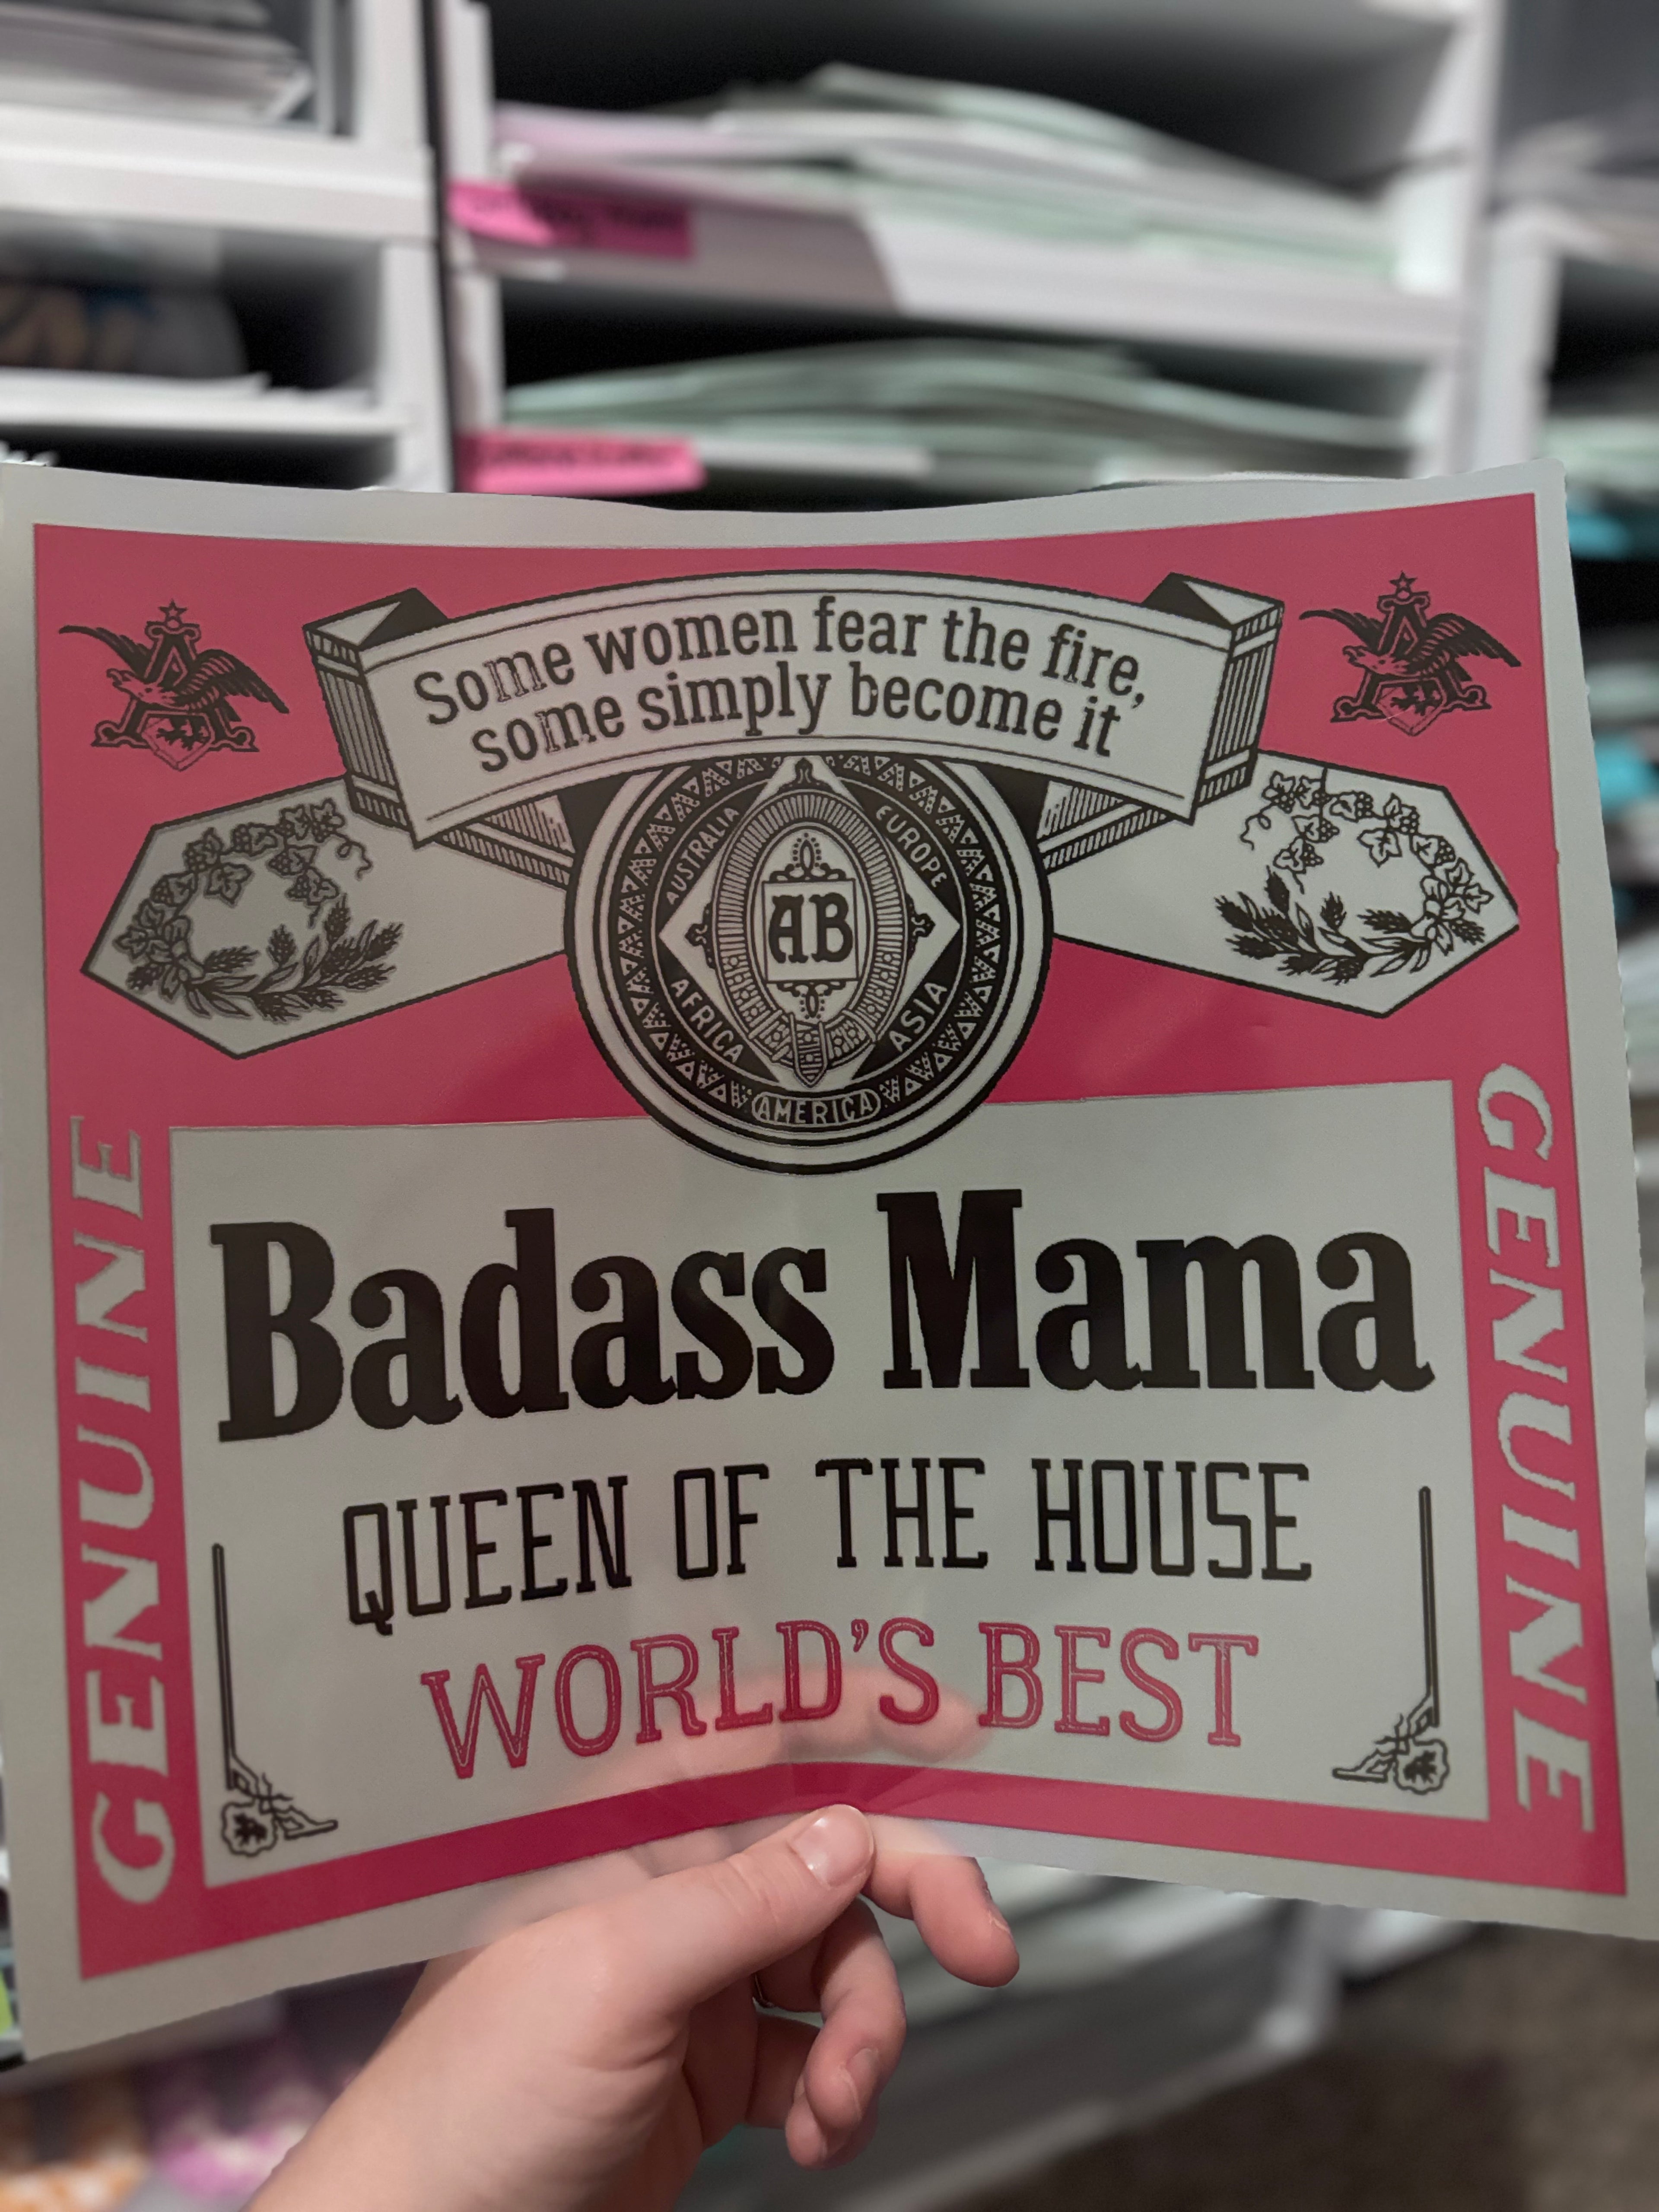 Some women fear the fire,
some simply become it
AUSTRALIA
EUROPE
AB
AFRICA
ASIA
AMERICA
GENUINE
GENUINE
Badass Mama
QUEEN OF THE HOUSE
WORLD'S BEST